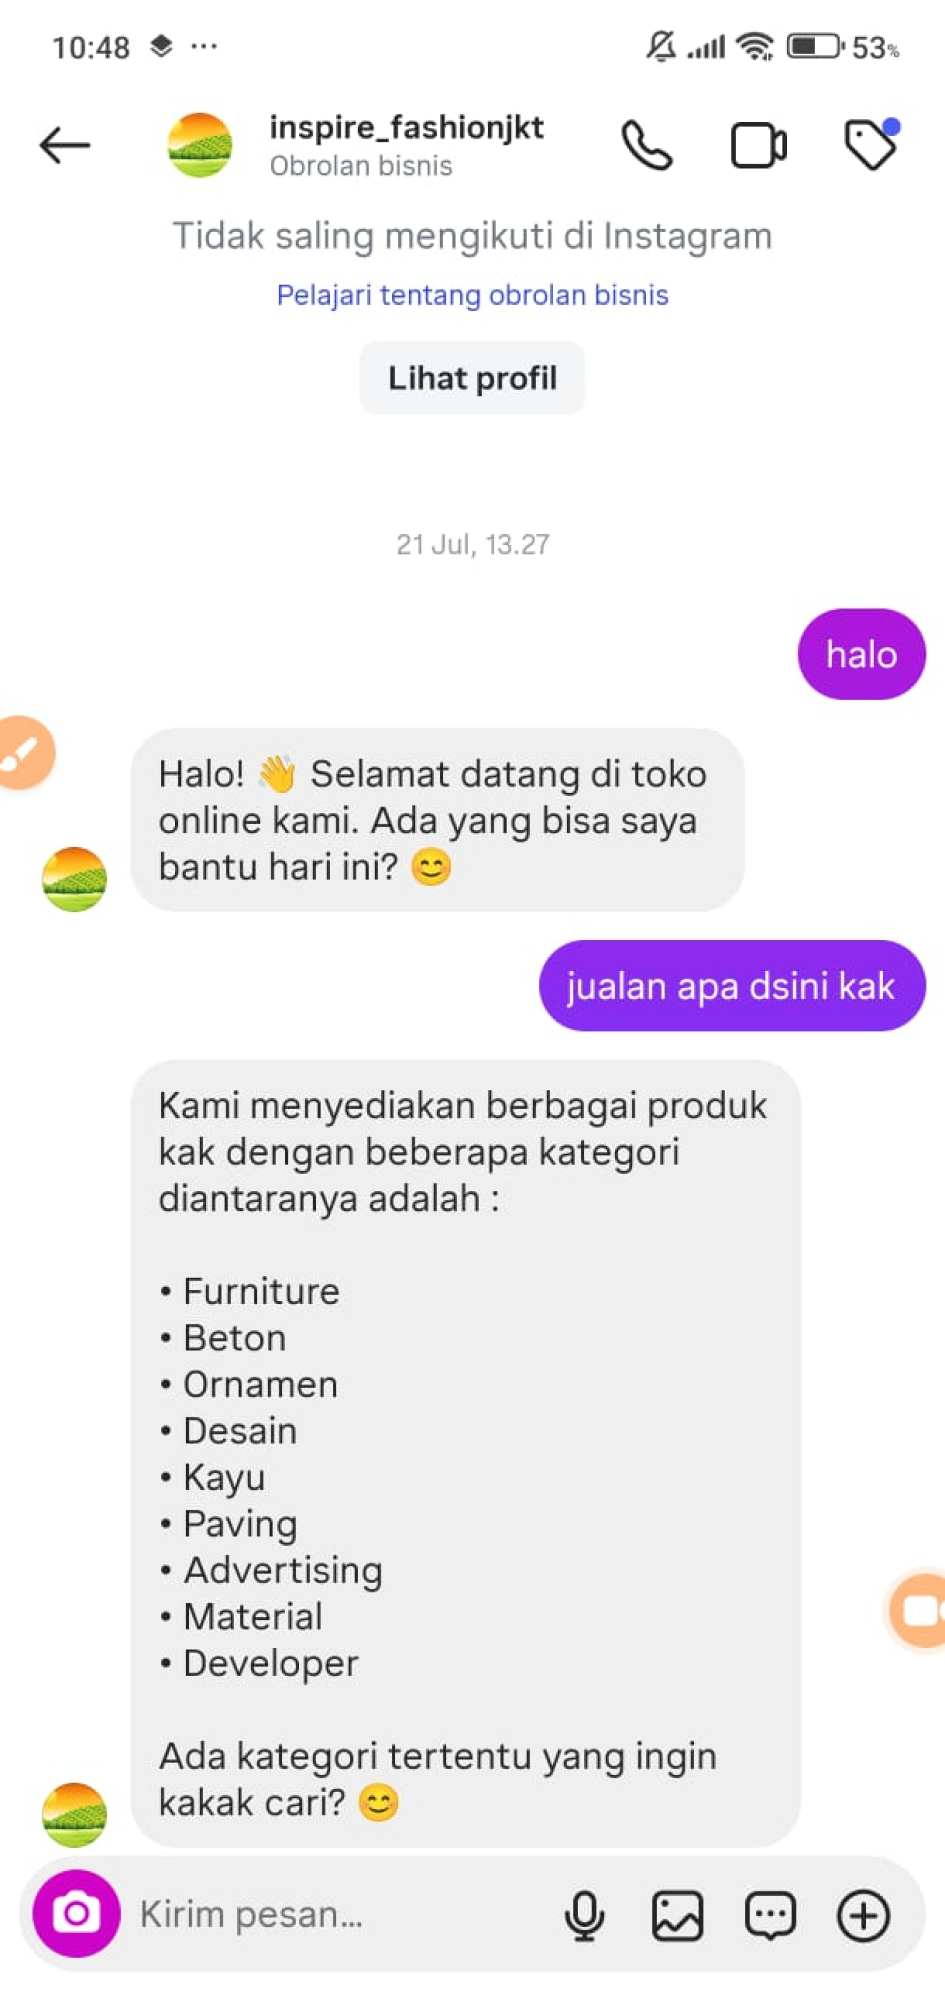 10:48 ... 53%
inspire_fashionjkt
Obrolan bisnis
Tidak saling mengikuti di Instagram
Pelajari tentang obrolan bisnis
Lihat profil
21 Jul, 13.27
halo
Halo! 👋 Selamat datang di toko
online kami. Ada yang bisa saya
bantu hari ini? 😊
jualan apa dsini kak
Kami menyediakan berbagai produk
kak dengan beberapa kategori
diantaranya adalah :
• Furniture
• Beton
• Ornamen
• Desain
• Kayu
• Paving
• Advertising
• Material
• Developer
Ada kategori tertentu yang ingin
kakak cari? 😊
Kirim pesan...